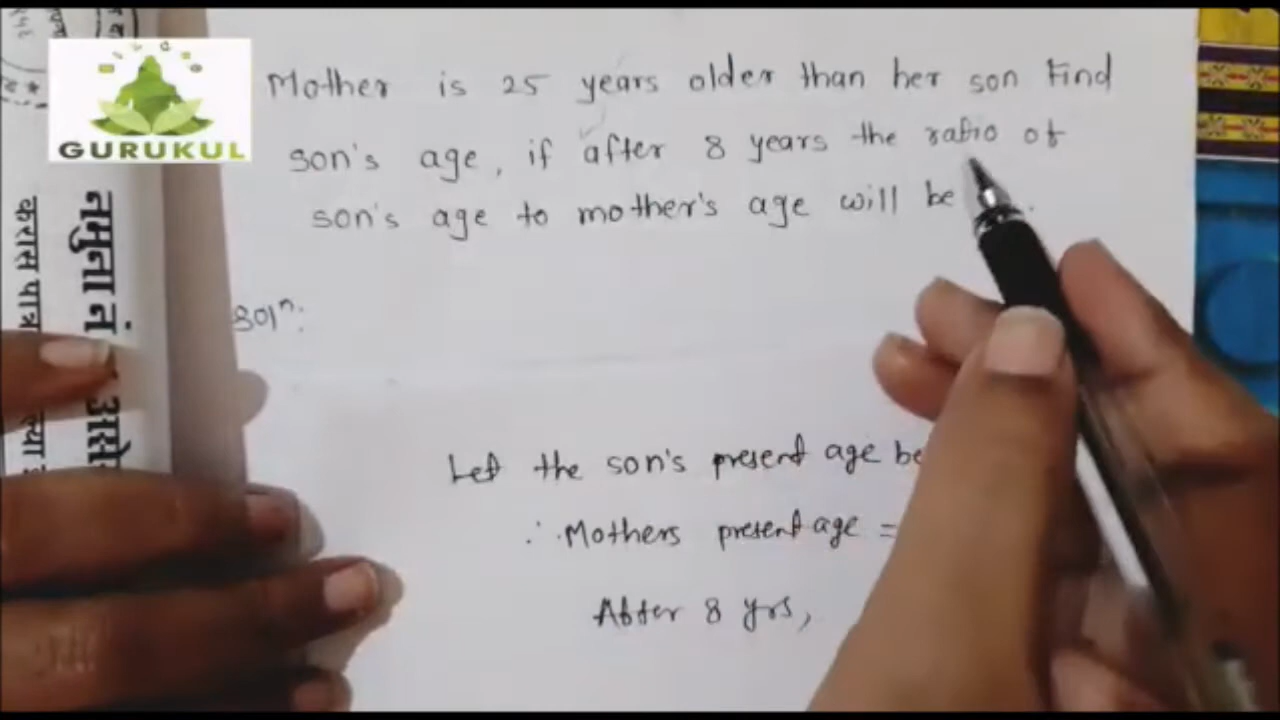 GURUKUL
Mother is 25 years older than her son Find
son's age, if after 8 years the ratio of
son's age to mother's age will be
Sol^n:
Let the son's present age be
∴ Mothers present age =
After 8 yrs,
नमुना नं
करास पात्र